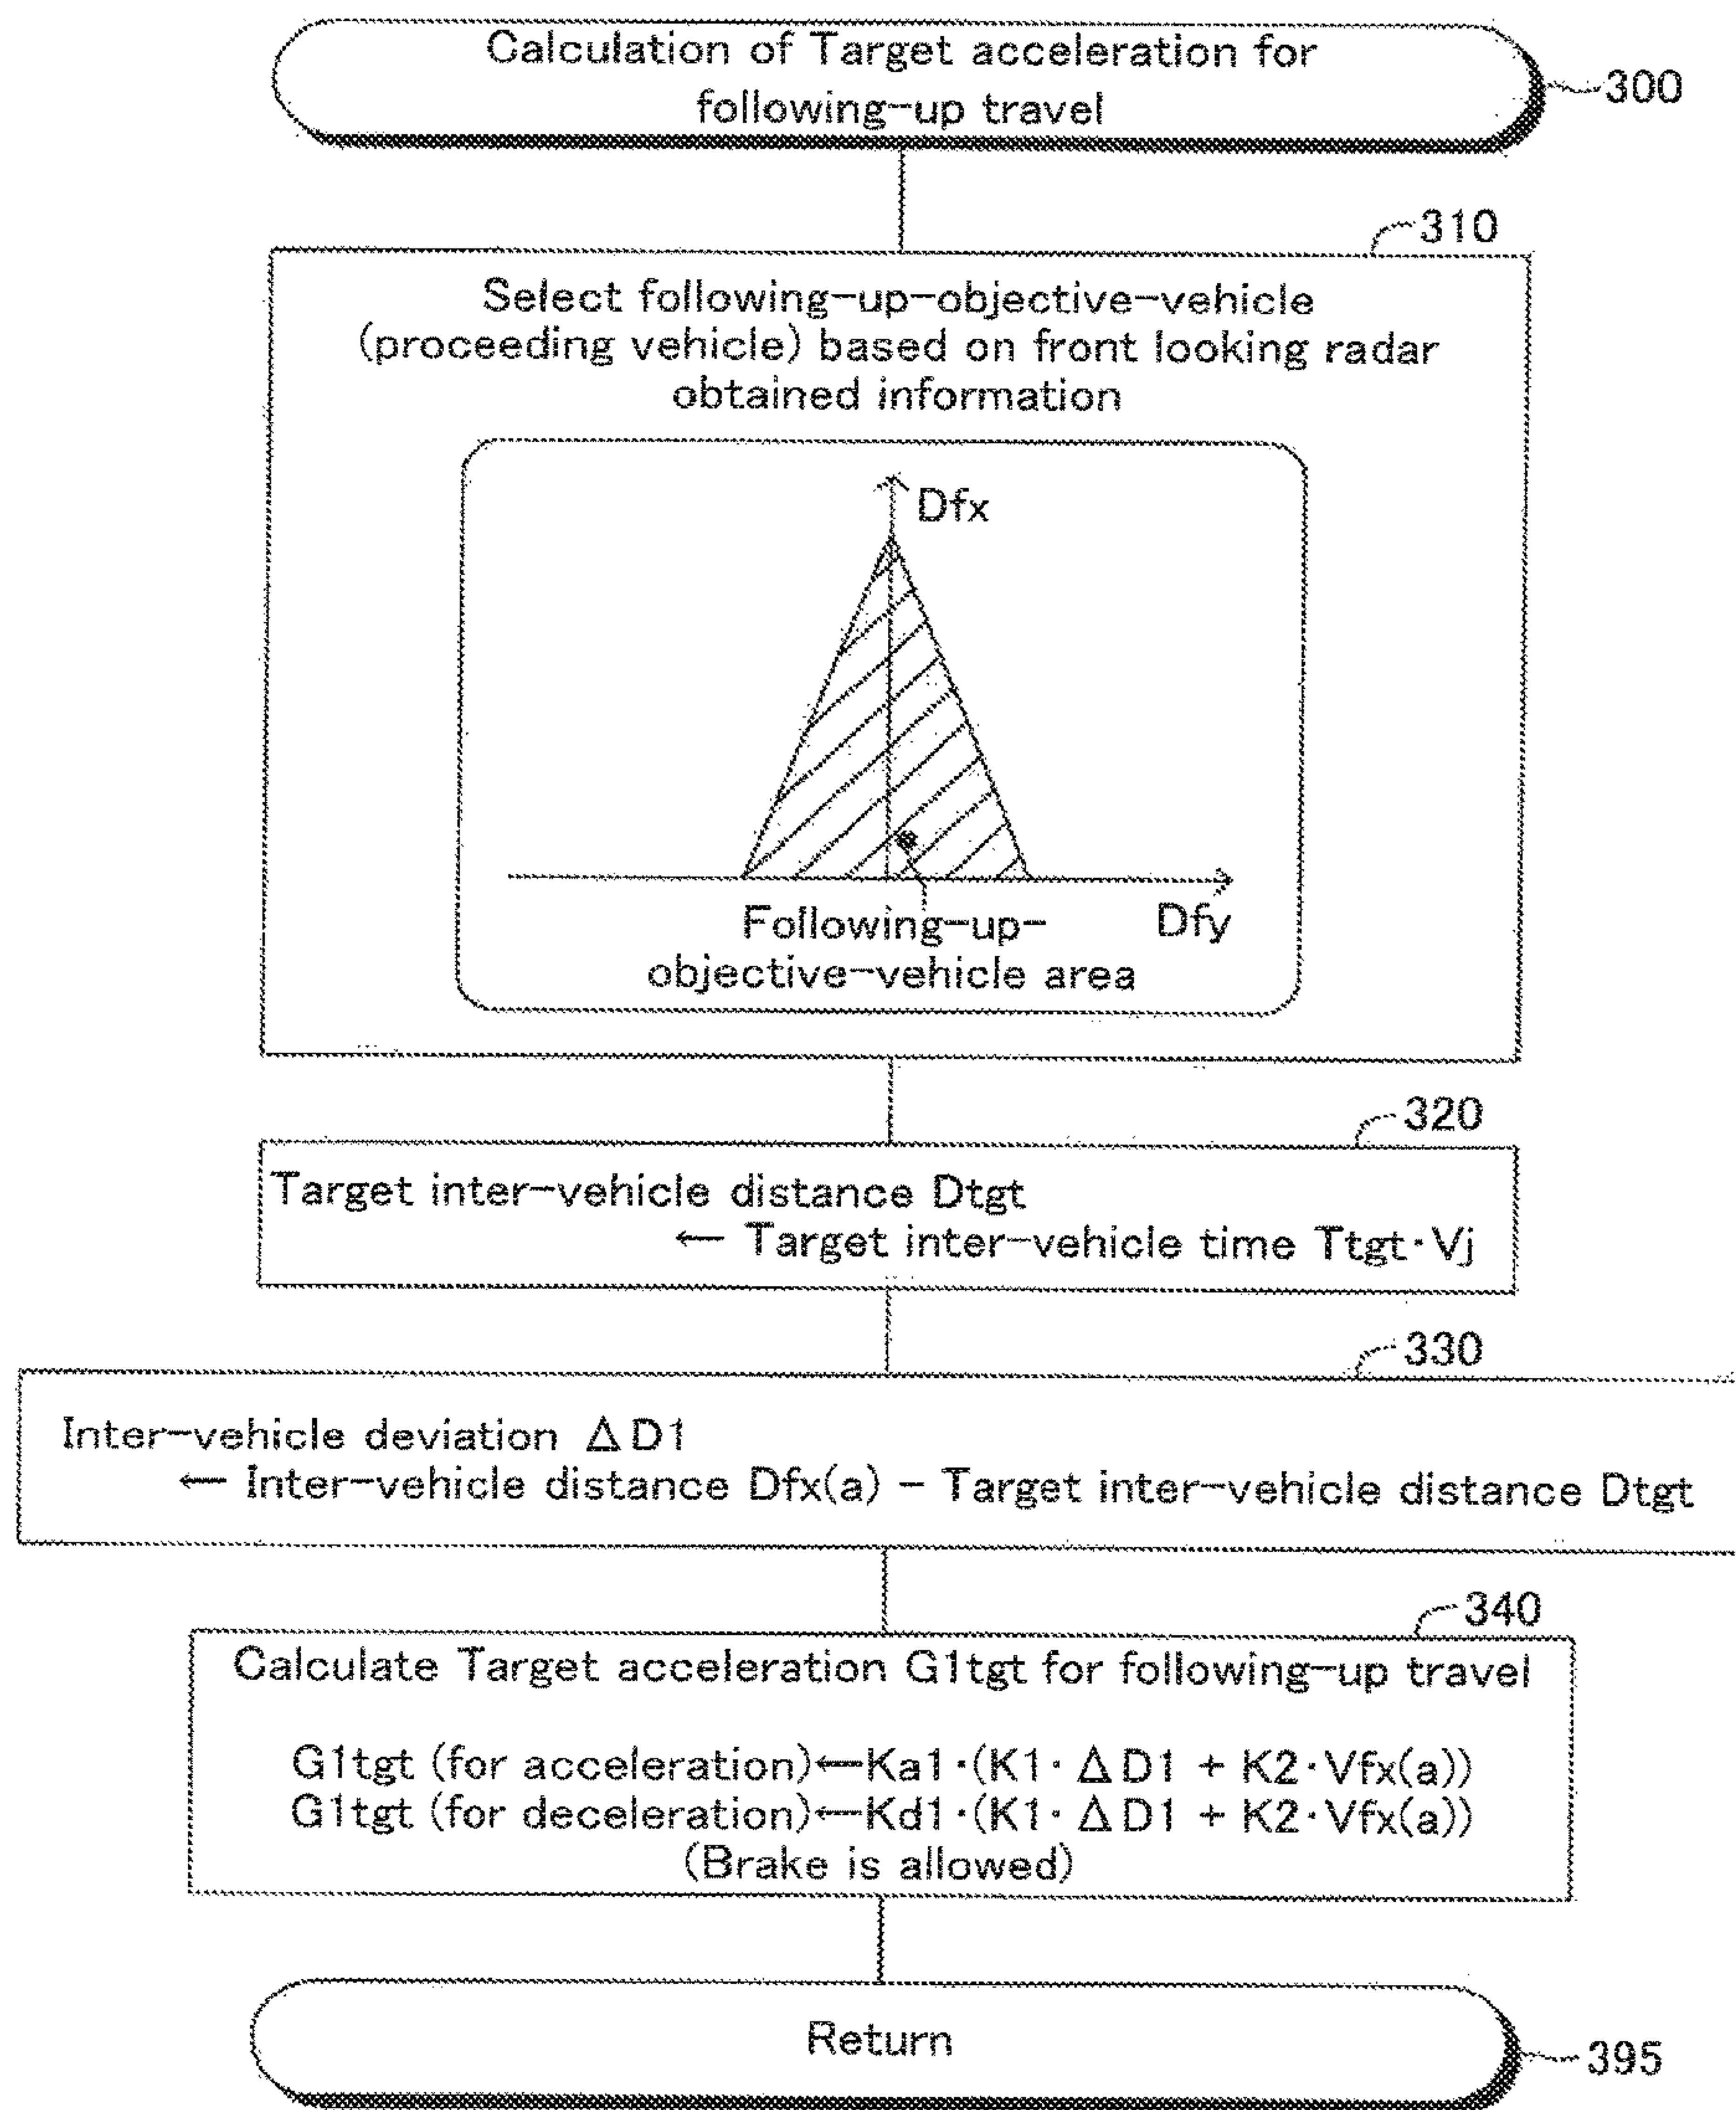 Calculation of Target acceleration for
following-up travel
300
310
Select following-up-objective-vehicle
(proceeding vehicle) based on front looking radar
obtained information
Dfx
Following-up-
Dfy
objective-vehicle area
320
Target inter-vehicle distance Dtgt
← Target inter-vehicle time Ttgt·Vj
330
Inter-vehicle deviation ΔD1
← Inter-vehicle distance Dfx(a) - Target inter-vehicle distance Dtgt
340
Calculate Target acceleration G1tgt for following-up travel
G1tgt (for acceleration)←Ka1·(K1·ΔD1 + K2·Vfx(a))
G1tgt (for deceleration)←Kd1·(K1·ΔD1 + K2·Vfx(a))
(Brake is allowed)
Return
395